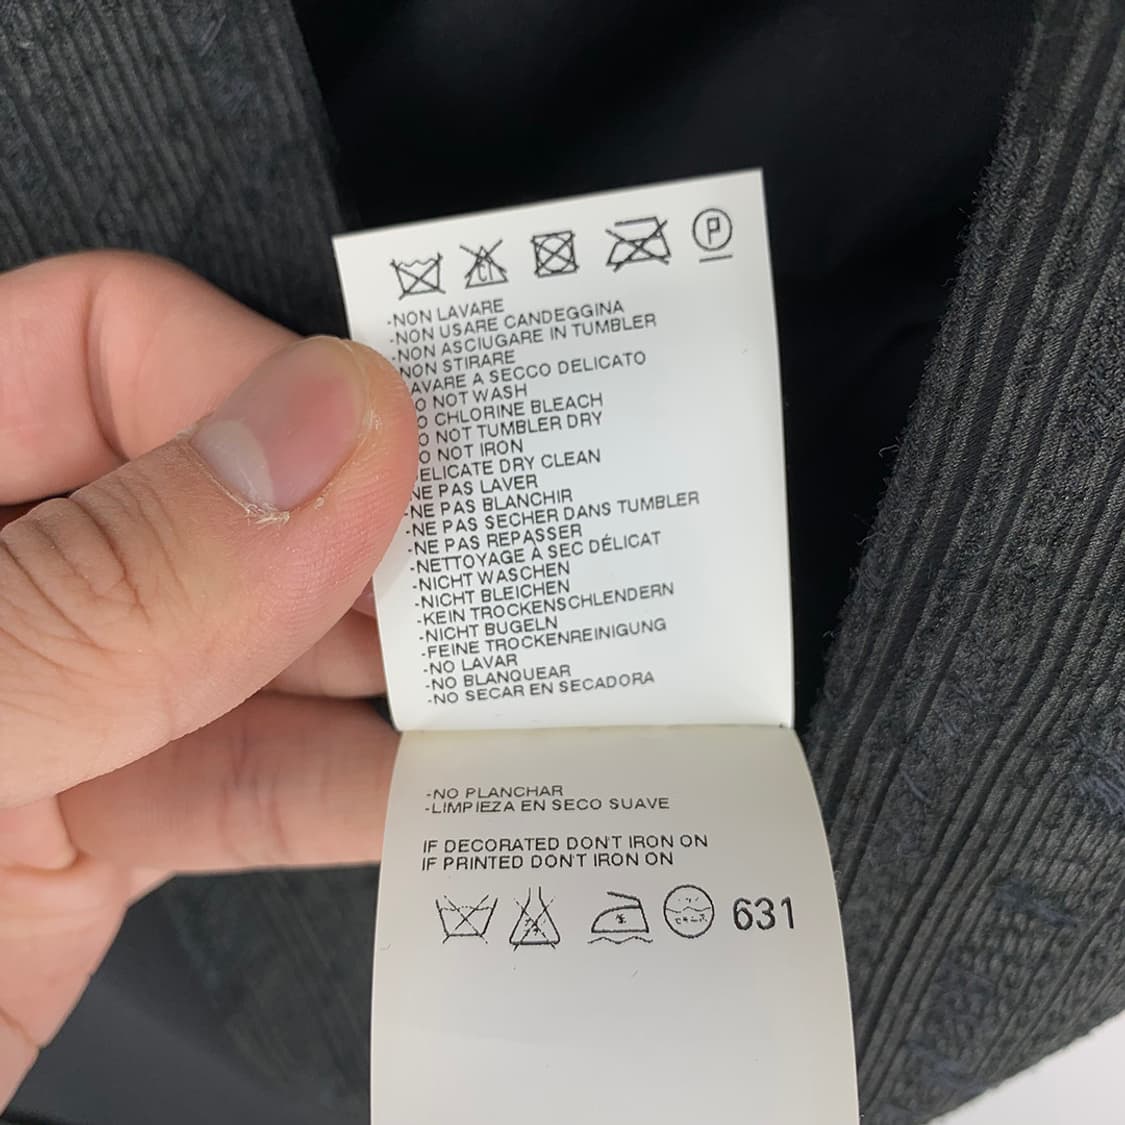 P
-NON LAVARE
-NON USARE CANDEGGINA
-NON ASCIUGARE IN TUMBLER
NON STIRARE
AVARE A SECCO DELICATO
O NOT WASH
O CHLORINE BLEACH
O NOT TUMBLER DRY
O NOT IRON
ELICATE DRY CLEAN
NE PAS LAVER
-NE PAS BLANCHIR
-NE PAS SECHER DANS TUMBLER
-NE PAS REPASSER
-NETTOYAGE À SEC DÉLICAT
-NICHT WASCHEN
-NICHT BLEICHEN
-KEIN TROCKENSCHLENDERN
-NICHT BUGELN
-FEINE TROCKENREINIGUNG
-NO LAVAR
-NO BLANQUEAR
-NO SECAR EN SECADORA
-NO PLANCHAR
-LIMPIEZA EN SECO SUAVE
IF DECORATED DON'T IRON ON
IF PRINTED DON'T IRON ON
631